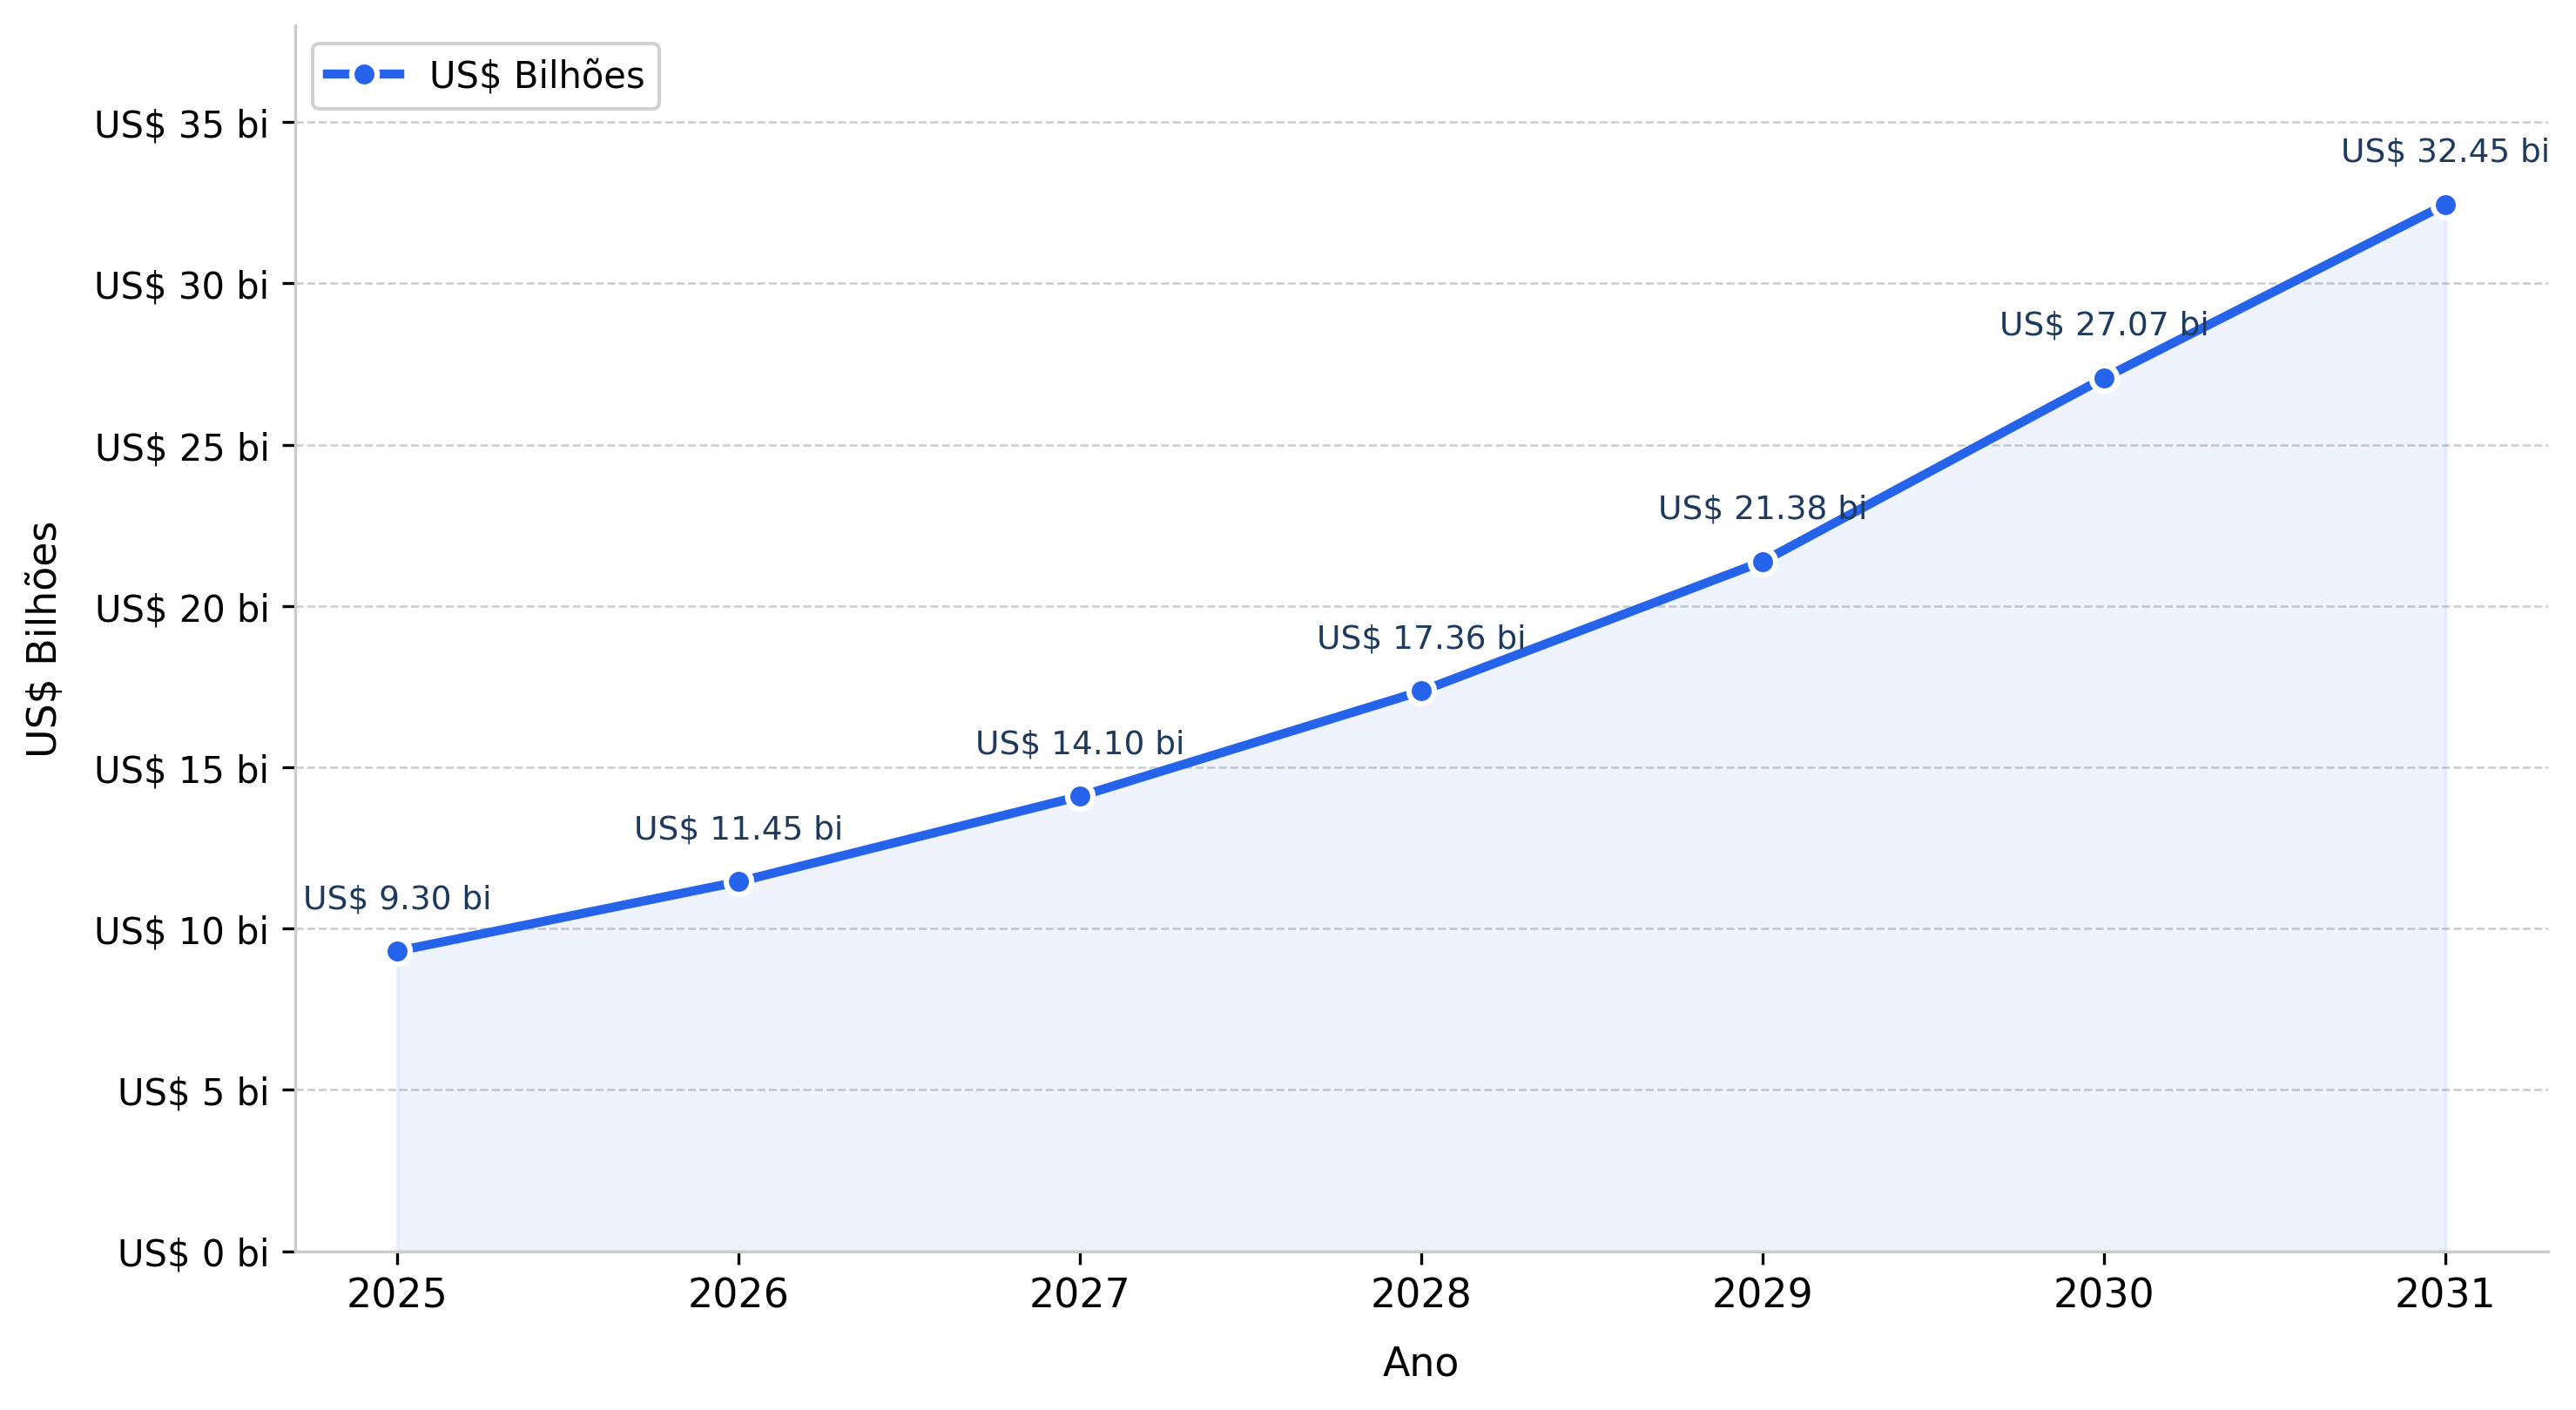 US$ Bilhões
US$ 35 bi
US$ 32.45 bi
US$ 30 bi
US$ 27.07 bi
US$ 25 bi
US$ 21.38 bi
US$ 20 bi
US$ 17.36 bi
US$ 15 bi
US$ 14.10 bi
US$ 11.45 bi
US$ 10 bi
US$ 9.30 bi
US$ 5 bi
US$ 0 bi
US$ Bilhões
2025 2026 2027 2028 2029 2030 2031
Ano